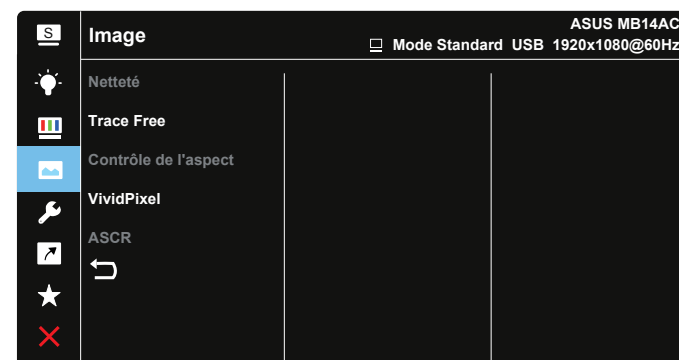 S
Image
ASUS MB14AC
Mode Standard USB 1920x1080@60Hz
Netteté
Trace Free
Contrôle de l'aspect
VividPixel
ASCR